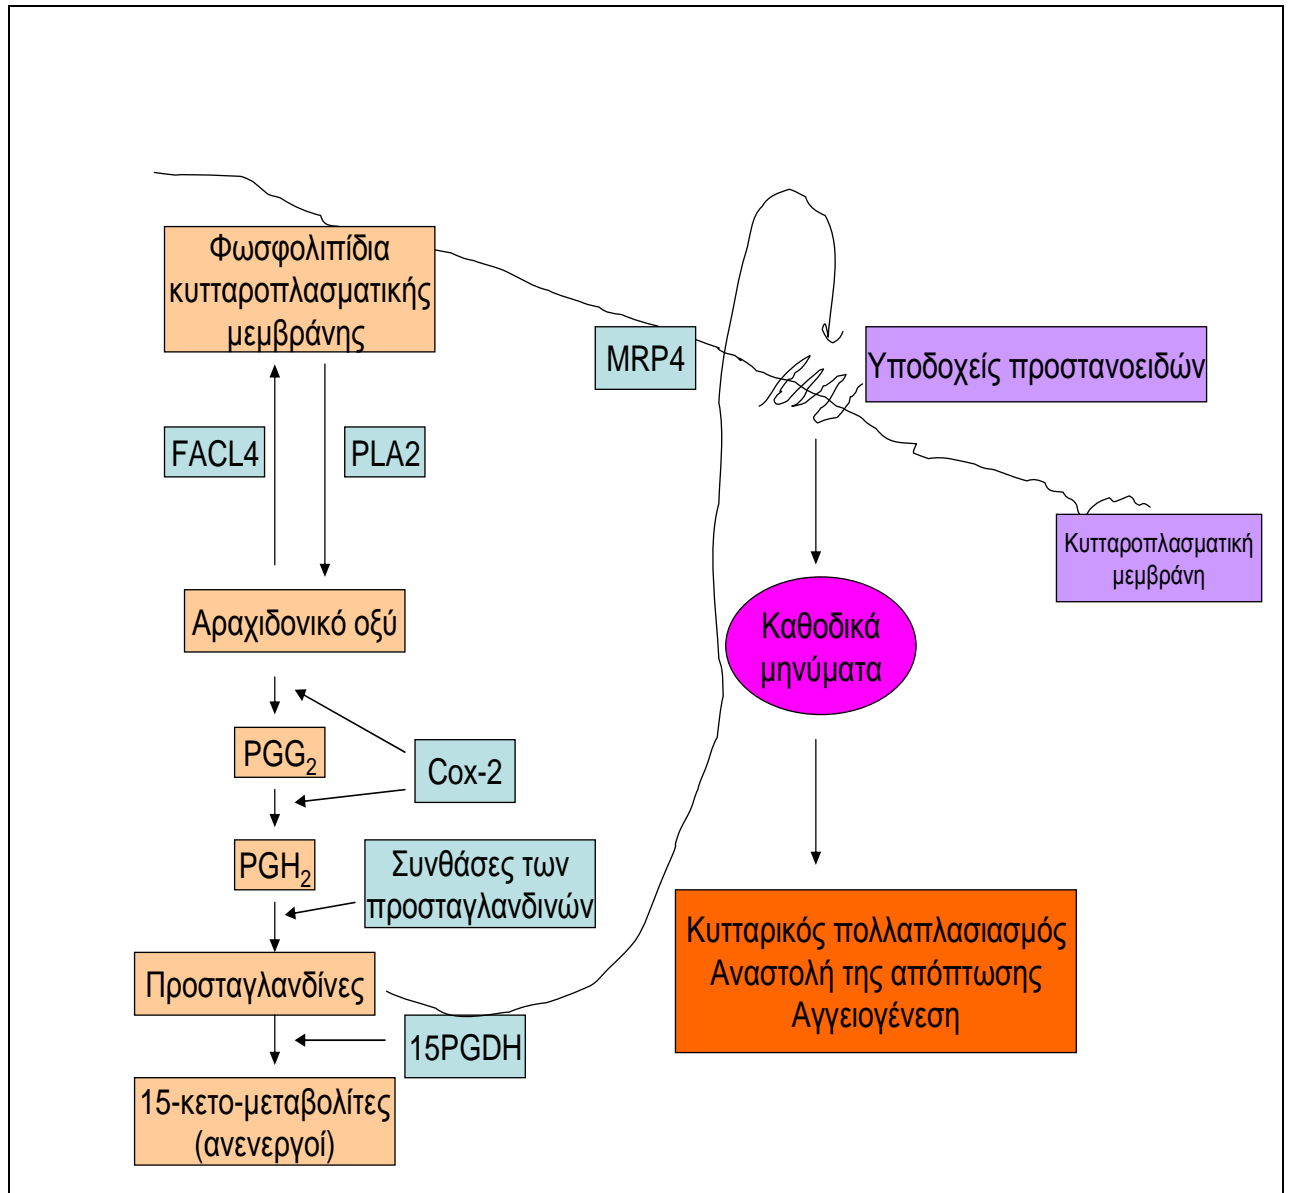 Φωσφολιπίδια
κυτταροπλασματικής
μεμβράνης
MRP4
Υποδοχείς προστανοειδών
FACL4
PLA2
Κυτταροπλασματική
μεμβράνη
Αραχιδονικό οξύ
Καθοδικά
μηνύματα
PGG₂
Cox-2
PGH₂
Συνθάσες των
προσταγλανδινών
Κυτταρικός πολλαπλασιασμός
Αναστολή της απόπτωσης
Αγγειογένεση
Προσταγλανδίνες
15PGDH
15-κετο-μεταβολίτες
(ανενεργοί)